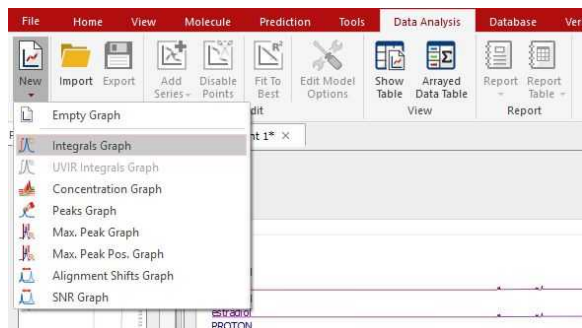 File Home View Molecule Prediction Tools Data Analysis Database Ver
New Import Export Add Series Disable Points Fit To Best Edit Model Options Show Table Arrayed Data Table Report Report Table
dit View Report
Empty Graph
nt 1* ×
Integrals Graph
UVIR Integrals Graph
Concentration Graph
Peaks Graph
Max. Peak Graph
Max. Peak Pos. Graph
Alignment Shifts Graph
SNR Graph
estradiol
PROTON